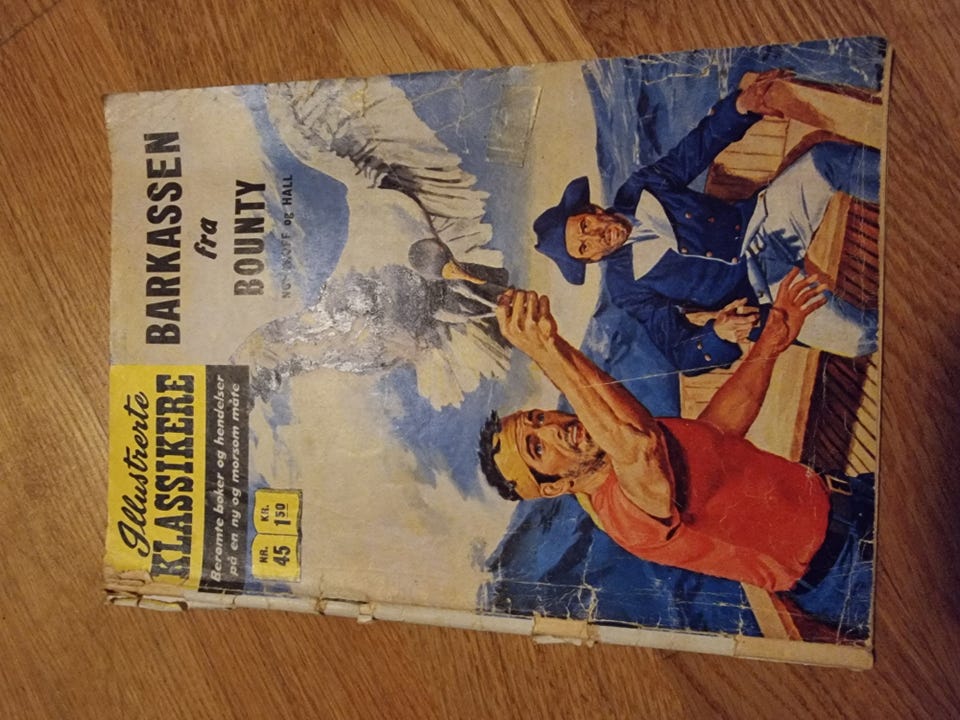 Illustrerte
KLASSIKERE
Berømte bøker og hendelser
på en ny og morsom måte
NR. 45
KR. 1.50
BARKASSEN
fra
BOUNTY
og HALL